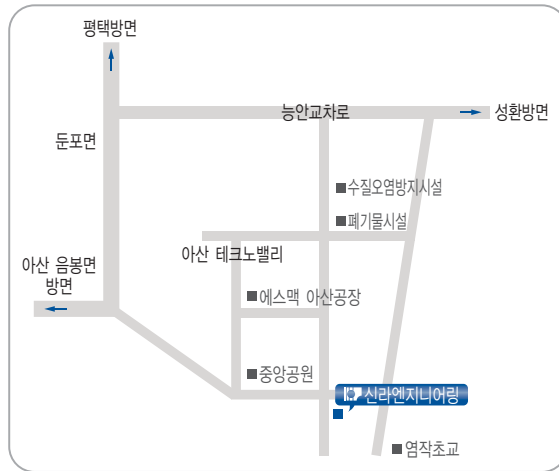 평택방면
능안교차로
성환방면
둔포면
수질오염방지시설
폐기물시설
아산 테크노밸리
아산 음봉면
방면
에스맥 아산공장
중앙공원
신라엔지니어링
염작초교